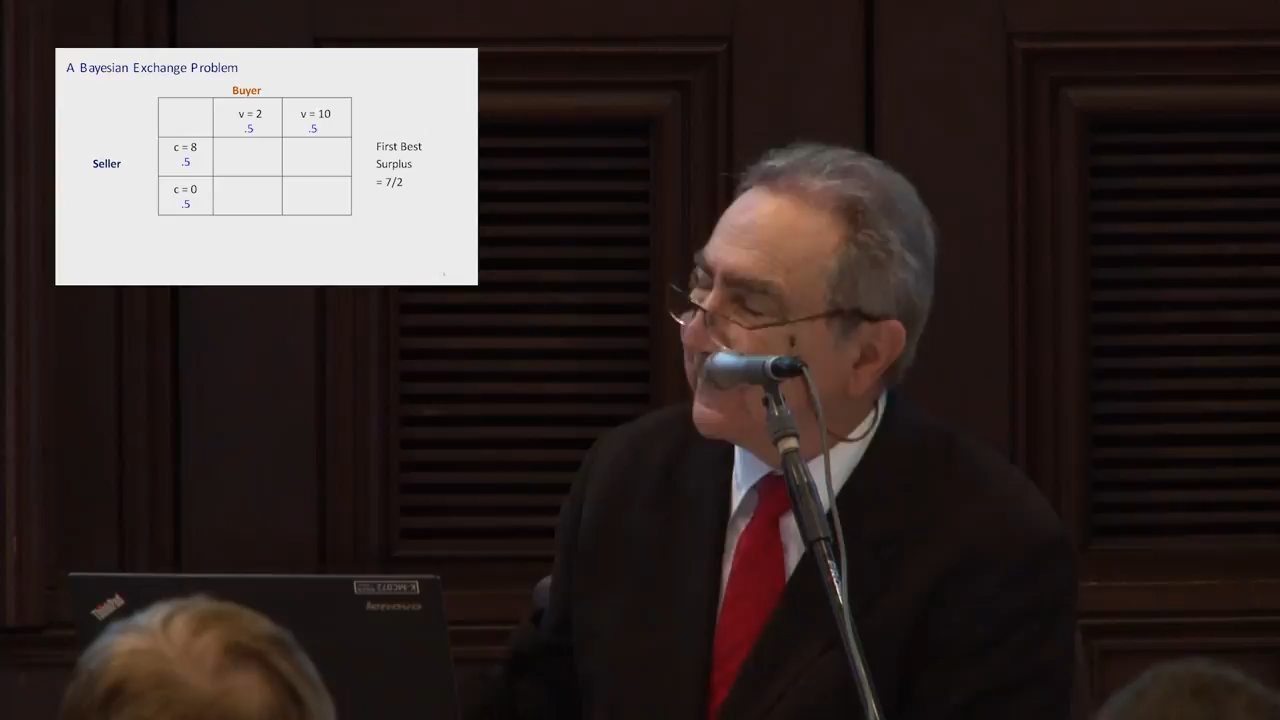 A Bayesian Exchange Problem
Buyer
v = 2
v = 10
.5
.5
c = 8
.5
Seller
c = 0
.5
First Best
Surplus
= 7/2
ThinkPad
lenovo